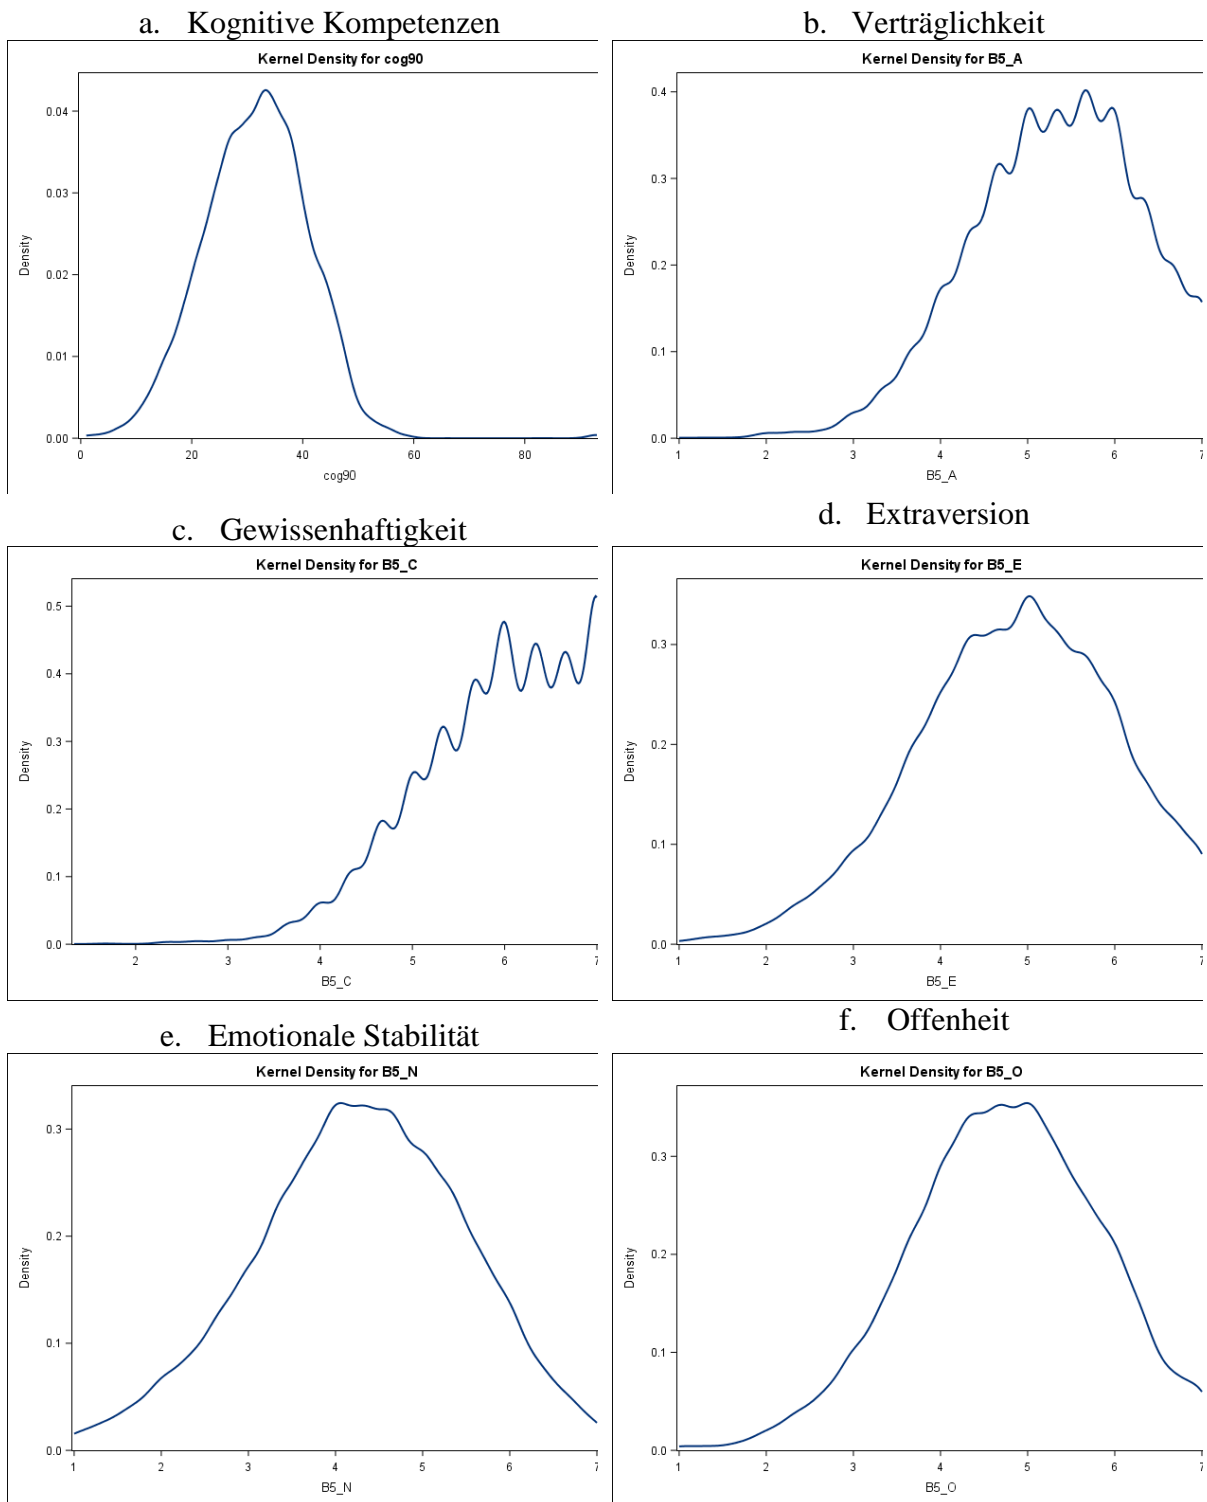 a. Kognitive Kompetenzen
Kernel Density for cog90
0.04
0.03
0.02
0.01
0.00
Density
0 20 40 60 80
cog90
b. Verträglichkeit
Kernel Density for B5_A
0.4
0.3
0.2
0.1
0.0
Density
1 2 3 4 5 6 7
B5_A
c. Gewissenhaftigkeit
Kernel Density for B5_C
0.5
0.4
0.3
0.2
0.1
0.0
Density
2 3 4 5 6 7
B5_C
d. Extraversion
Kernel Density for B5_E
0.3
0.2
0.1
0.0
Density
1 2 3 4 5 6 7
B5_E
e. Emotionale Stabilität
Kernel Density for B5_N
0.3
0.2
0.1
0.0
Density
1 2 3 4 5 6 7
B5_N
f. Offenheit
Kernel Density for B5_O
0.3
0.2
0.1
0.0
Density
1 2 3 4 5 6 7
B5_O